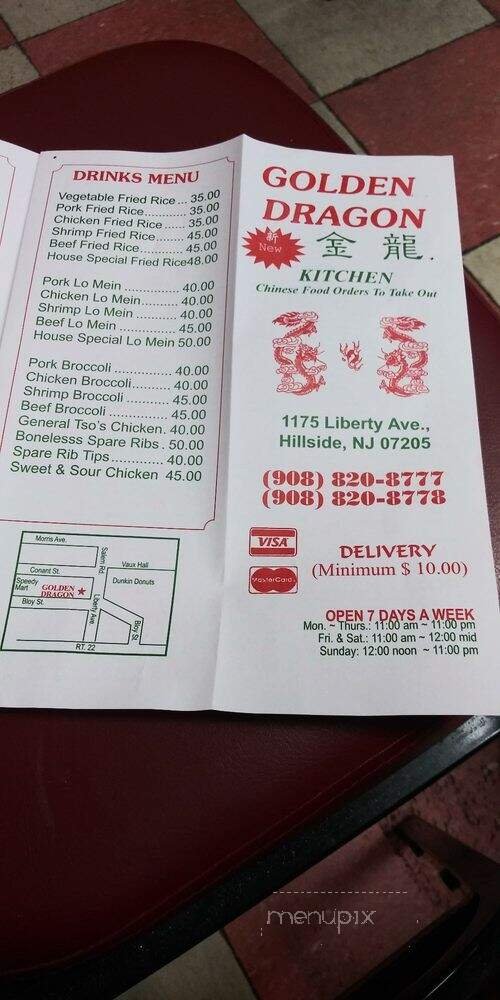 DRINKS MENU
Vegetable Fried Rice ... 35.00
Pork Fried Rice........... 35.00
Chicken Fried Rice ...... 35.00
Shrimp Fried Rice........ 45.00
Beef Fried Rice........... 45.00
House Special Fried Rice48.00
Pork Lo Mein .............. 40.00
Chicken Lo Mein......... 40.00
Shrimp Lo Mein .......... 40.00
Beef Lo Mein .............. 45.00
House Special Lo Mein 50.00
Pork Broccoli .............. 40.00
Chicken Broccoli......... 40.00
Shrimp Broccoli .......... 45.00
Beef Broccoli .............. 45.00
General Tso's Chicken. 40.00
Bonelesss Spare Ribs . 50.00
Spare Rib Tips............. 40.00
Sweet & Sour Chicken 45.00
Morris Ave.
Salem Rd
Vaux Hall
Conant St.
Speedy
Mart
GOLDEN
DRAGON
Dunkin Donuts
Bloy St.
Liberty Ave.
Bloy St
RT. 22
GOLDEN
DRAGON
新
New
金 龍
KITCHEN
Chinese Food Orders To Take Out
1175 Liberty Ave.,
Hillside, NJ 07205
(908) 820-8777
(908) 820-8778
VISA
MasterCard
DELIVERY
(Minimum $ 10.00)
OPEN 7 DAYS A WEEK
Mon. ~ Thurs.: 11:00 am ~ 11:00 pm
Fri. & Sat.: 11:00 am ~ 12:00 mid
Sunday: 12:00 noon ~ 11:00 pm
menupix